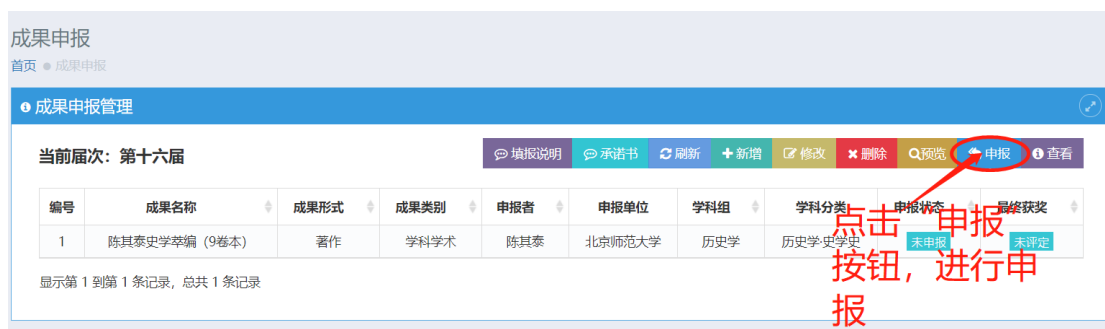 成果申报
首页 ● 成果申报
成果申报管理
当前届次：第十六届 填报说明 承诺书 刷新 新增 修改 删除 预览 申报 查看
编号 成果名称 成果形式 成果类别 申报者 申报单位 学科组 学科分类 申报状态 最终获奖
1 陈其泰史学萃编（9卷本） 著作 学科学术 陈其泰 北京师范大学 历史学 历史学·史学史 未申报 未评定
显示第 1 到第 1 条记录，总共 1 条记录
点击“申报”
按钮，进行申
报